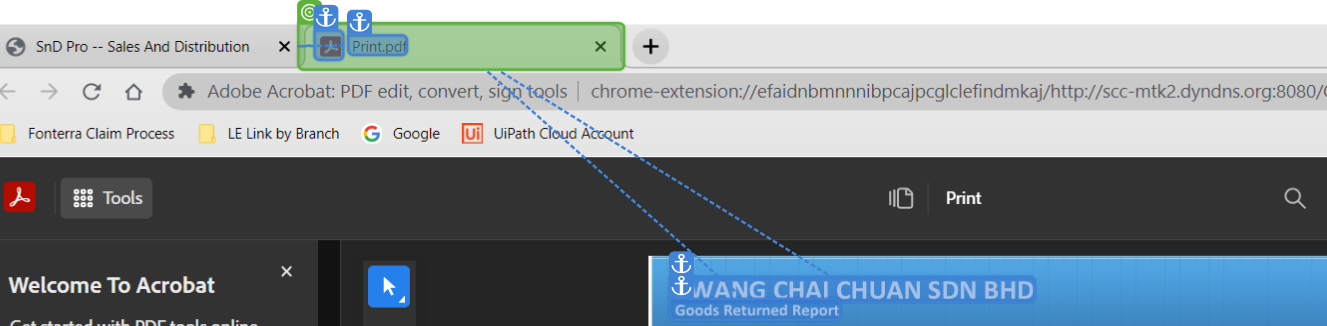 SnD Pro -- Sales And Distribution
Print.pdf
Adobe Acrobat: PDF edit, convert, sign tools | chrome-extension://efaidnbmnnnibpcajpcglclefindmkaj/http://scc-mtk2.dyndns.org:8080/
Fonterra Claim Process
LE Link by Branch
Google
Ui
UiPath Cloud Account
Tools
Print
Welcome To Acrobat
Get started with PDF tools online
WANG CHAI CHUAN SDN BHD
Goods Returned Report